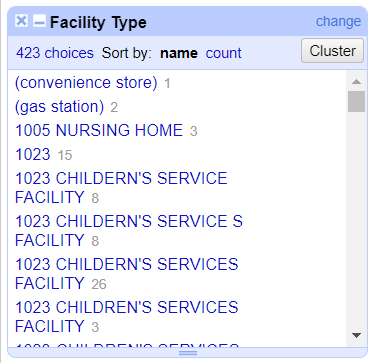 Facility Type change
423 choices Sort by: name count Cluster
(convenience store) 1
(gas station) 2
1005 NURSING HOME 3
1023 15
1023 CHILDERN'S SERVICE
FACILITY 8
1023 CHILDERN'S SERVICE S
FACILITY 8
1023 CHILDERN'S SERVICES
FACILITY 26
1023 CHILDREN'S SERVICES
FACILITY 3